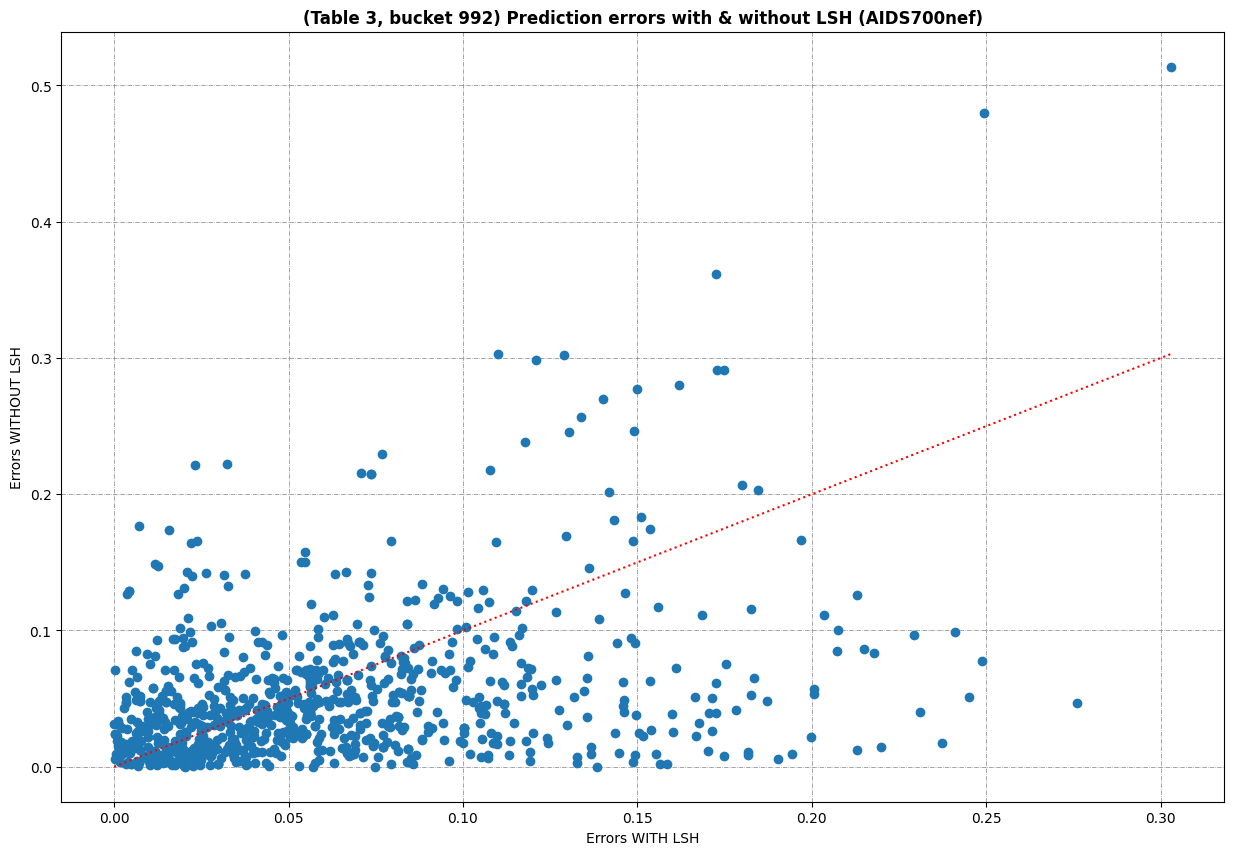 (Table 3, bucket 992) Prediction errors with & without LSH (AIDS700nef)
Errors WITHOUT LSH
0.5
0.4
0.3
0.2
0.1
0.0
0.00 0.05 0.10 0.15 0.20 0.25 0.30
Errors WITH LSH